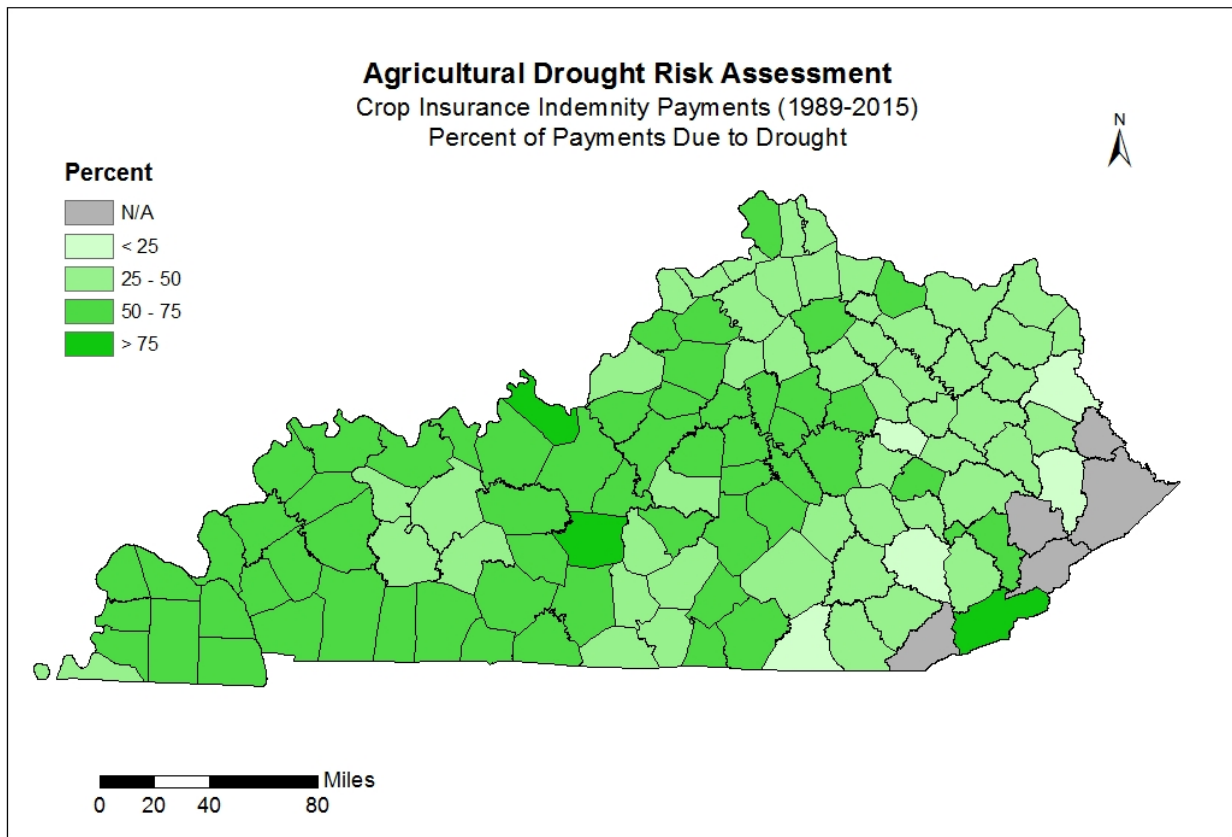 Agricultural Drought Risk Assessment
Crop Insurance Indemnity Payments (1989-2015)
Percent of Payments Due to Drought
N
Percent
N/A
< 25
25 - 50
50 - 75
> 75
Miles
0 20 40 80